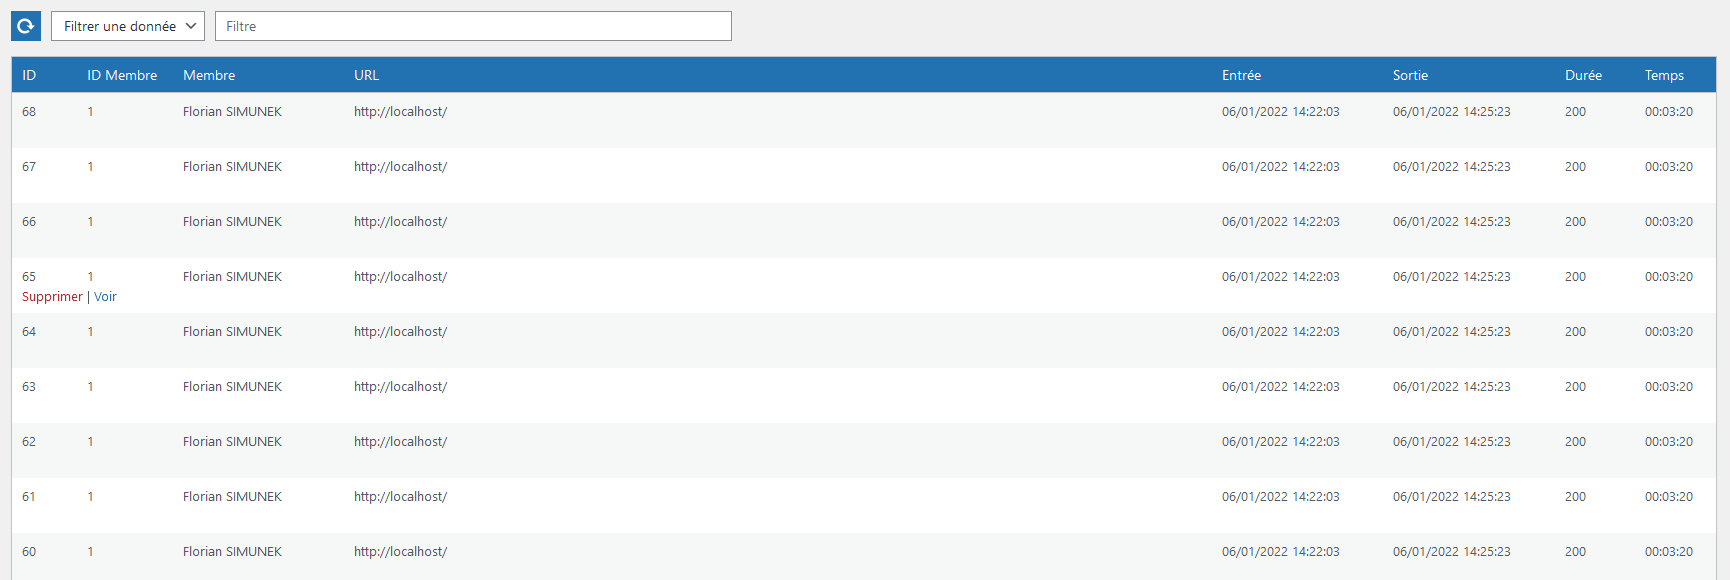 Filtrer une donnée Filtre
ID ID Membre Membre URL Entrée Sortie Durée Temps
68 1 Florian SIMUNEK http://localhost/ 06/01/2022 14:22:03 06/01/2022 14:25:23 200 00:03:20
67 1 Florian SIMUNEK http://localhost/ 06/01/2022 14:22:03 06/01/2022 14:25:23 200 00:03:20
66 1 Florian SIMUNEK http://localhost/ 06/01/2022 14:22:03 06/01/2022 14:25:23 200 00:03:20
65 1 Florian SIMUNEK http://localhost/ 06/01/2022 14:22:03 06/01/2022 14:25:23 200 00:03:20
Supprimer | Voir
64 1 Florian SIMUNEK http://localhost/ 06/01/2022 14:22:03 06/01/2022 14:25:23 200 00:03:20
63 1 Florian SIMUNEK http://localhost/ 06/01/2022 14:22:03 06/01/2022 14:25:23 200 00:03:20
62 1 Florian SIMUNEK http://localhost/ 06/01/2022 14:22:03 06/01/2022 14:25:23 200 00:03:20
61 1 Florian SIMUNEK http://localhost/ 06/01/2022 14:22:03 06/01/2022 14:25:23 200 00:03:20
60 1 Florian SIMUNEK http://localhost/ 06/01/2022 14:22:03 06/01/2022 14:25:23 200 00:03:20